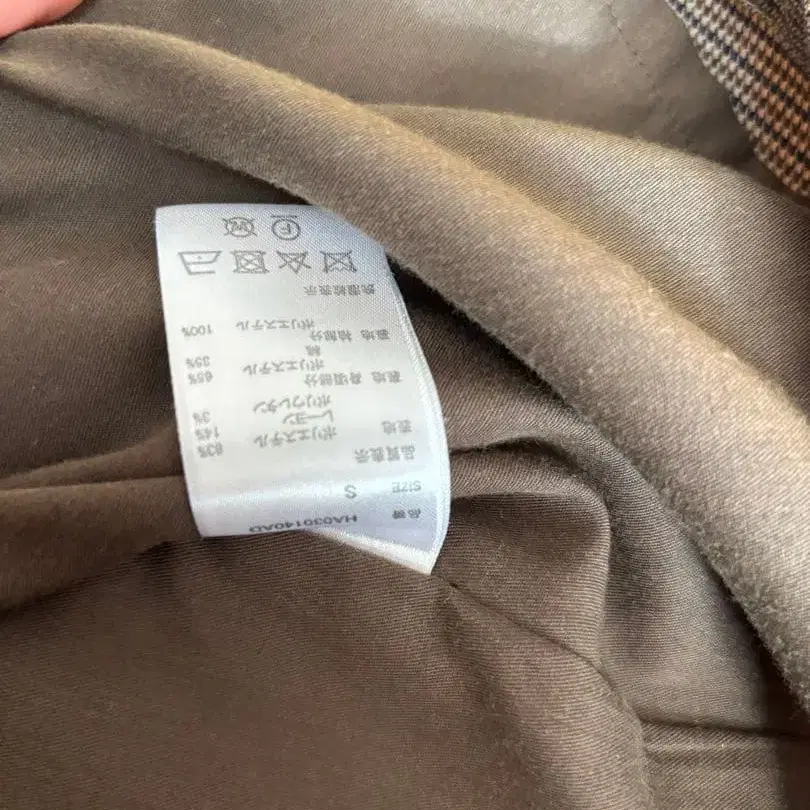 品番 HA030140AD
SIZE S
品質表示
表地 ポリエステル 83%
レーヨン 14%
ポリウレタン 3%
裏地 身頃部分
ポリエステル 65%
綿 35%
裏地 袖部分
ポリエステル 100%
洗濯絵表示
F
W